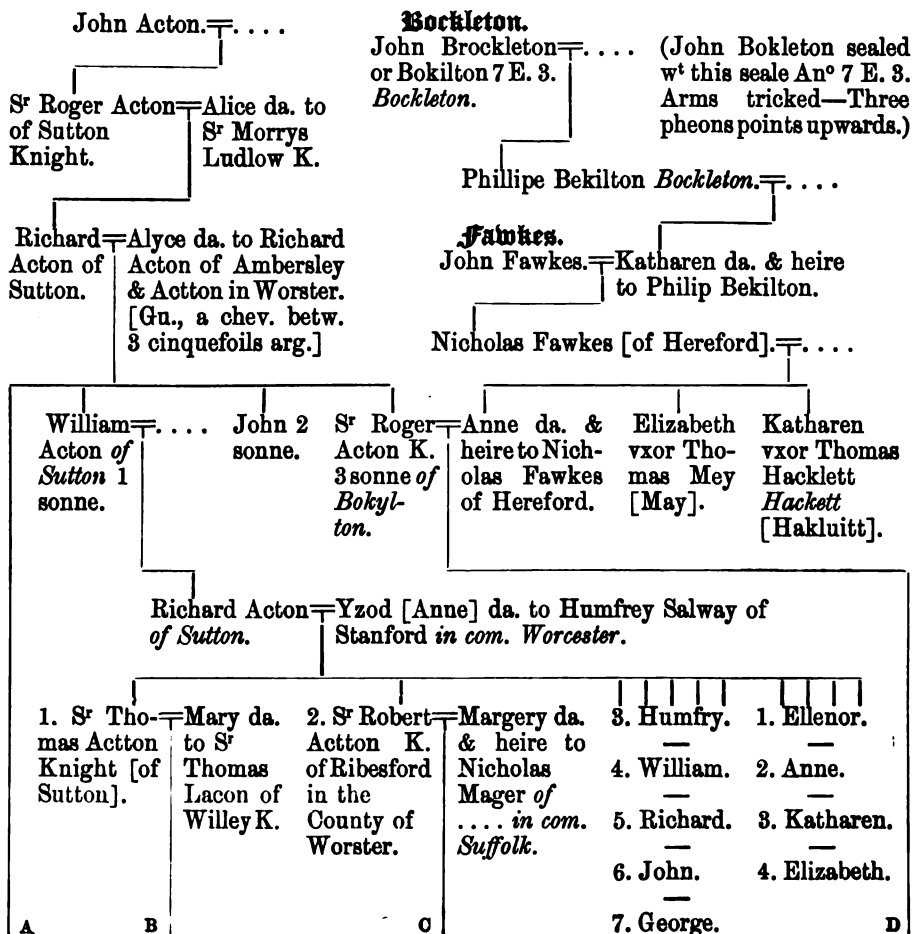 John Acton.=. . . .
Bockleton.
John Brockleton=. . . .
or Bokilton 7 E. 3.
Bockleton.
(John Bokleton sealed
wᵗ this seale Anº 7 E. 3.
Arms tricked—Three
pheons points upwards.)
Sʳ Roger Acton=Alice da. to
of Sutton
Knight.
Sʳ Morrys
Ludlow K.
Phillipe Bekilton Bockleton.=. . . .
Richard=Alyce da. to Richard
Acton of
Sutton.
Acton of Ambersley
& Actton in Worster.
[Gu., a chev. betw.
3 cinquefoils arg.]
Fawkes.
John Fawkes.=Katharen da. & heire
to Philip Bekilton.
Nicholas Fawkes [of Hereford].=. . . .
William=. . . .
Acton of
Sutton 1
sonne.
John 2
sonne.
Sʳ Roger=Anne da. &
Acton K.
3 sonne of
Bokyl-
ton.
heire to Nich-
olas Fawkes
of Hereford.
Elizabeth
vxor Tho-
mas Mey
[May].
Katharen
vxor Thomas
Hacklett
Hackett
[Hakluitt].
Richard Acton=Yzod [Anne] da. to Humfrey Salway of
of Sutton.
Stanford in com. Worcester.
1. Sʳ Tho-=Mary da.
mas Actton
Knight [of
Sutton].
to Sʳ
Thomas
Lacon of
Willey K.
2. Sʳ Robert=Margery da.
Actton K.
of Ribesford
in the
County of
Worster.
& heire to
Nicholas
Mager of
. . . . in com.
Suffolk.
3. Humfry.
4. William.
5. Richard.
6. John.
7. George.
1. Ellenor.
2. Anne.
3. Katharen.
4. Elizabeth.
A
B
C
D